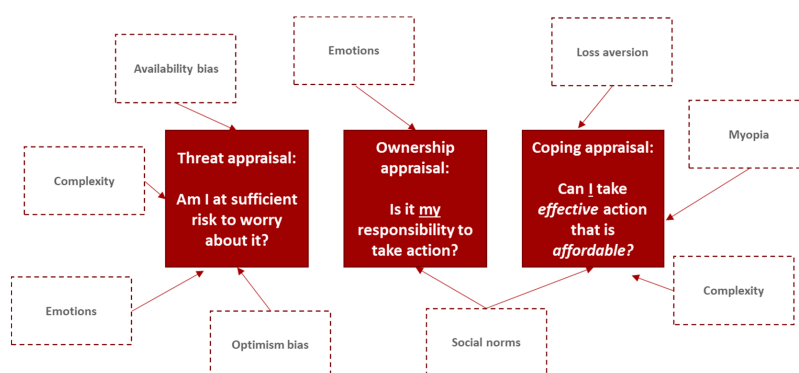 Emotions
Loss aversion
Availability bias
Myopia
Threat appraisal:
Am I at sufficient
risk to worry
about it?
Ownership
appraisal:
Is it my
responsibility to
take action?
Coping appraisal:
Can I take
effective action
that is
affordable?
Complexity
Emotions
Optimism bias
Social norms
Complexity